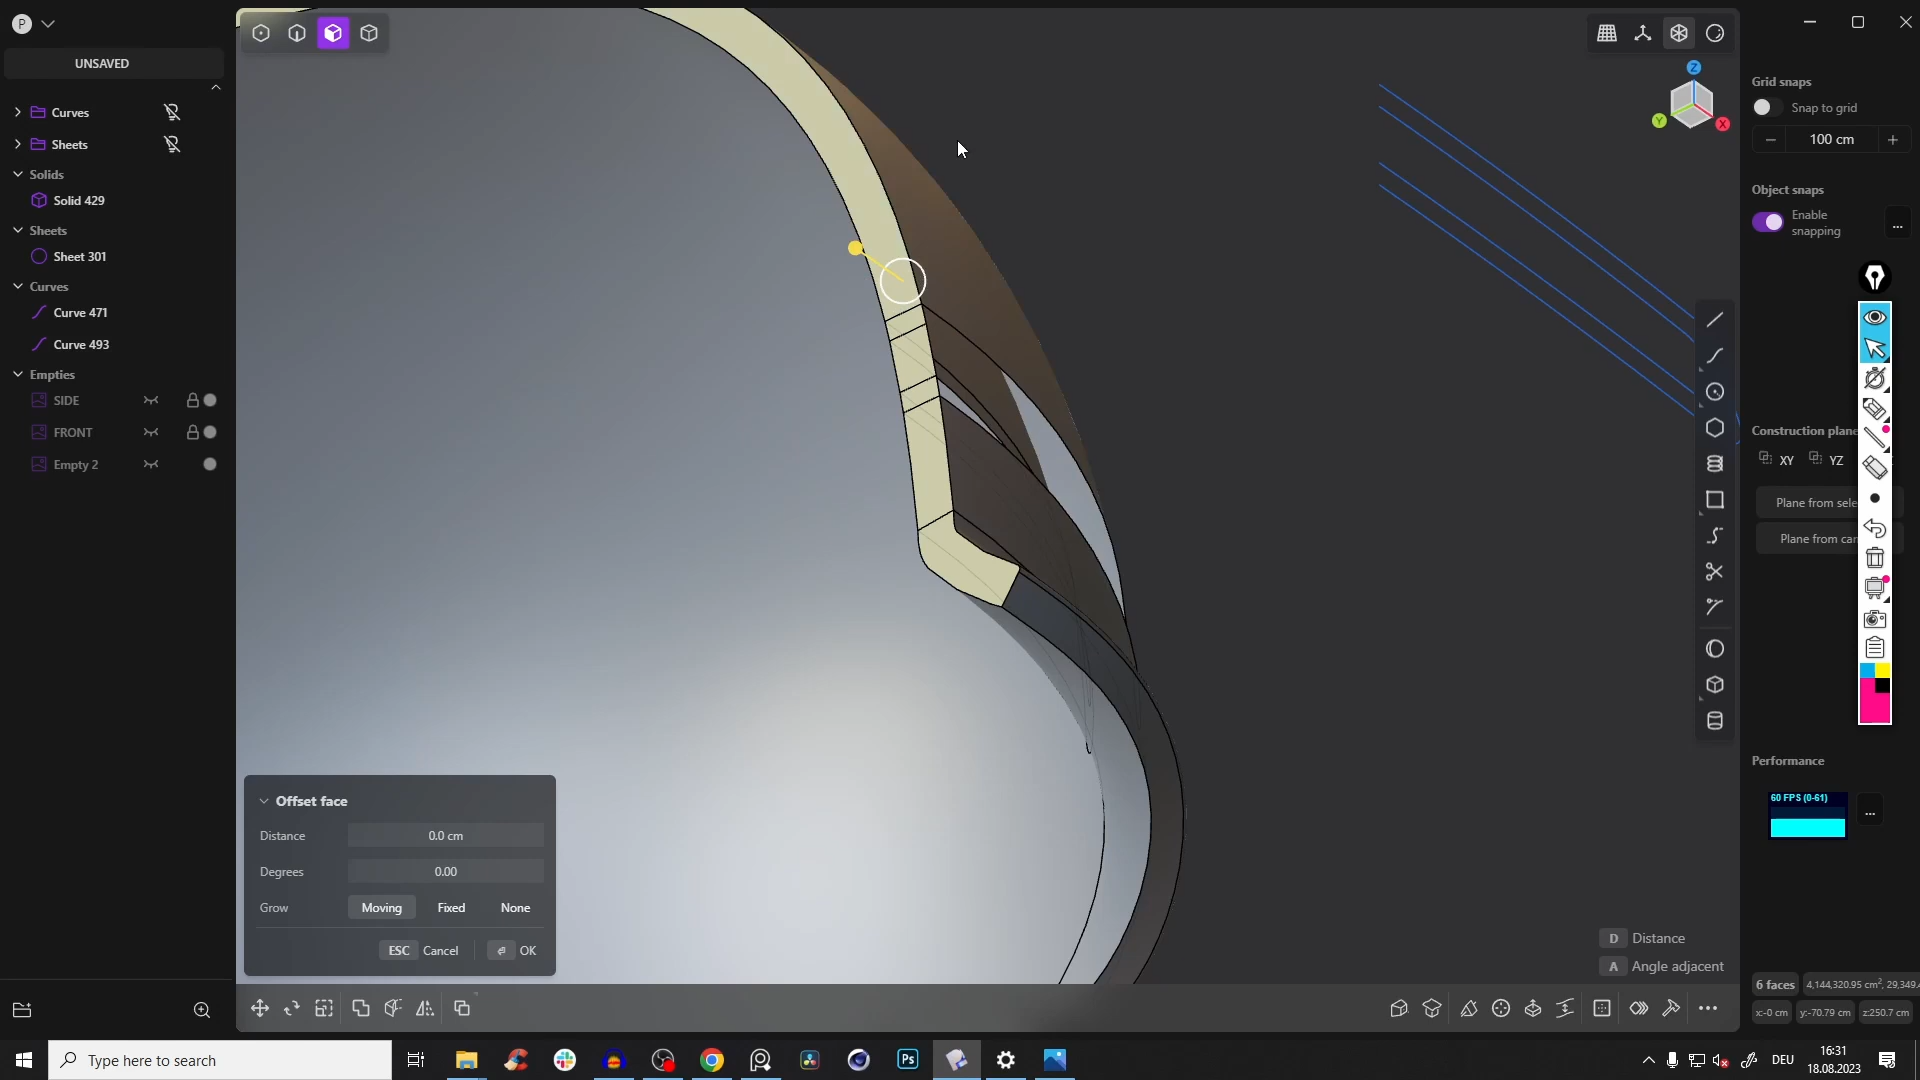 P
UNSAVED
Curves
Sheets
Solids
Solid 429
Sheets
Sheet 301
Curves
Curve 471
Curve 493
Empties
SIDE
FRONT
Empty 2
Z
Y
X
Grid snaps
Snap to grid
100 cm
Object snaps
Enable
snapping
...
Construction plane
XY
YZ
Plane from sele
Plane from car
Performance
60 FPS (0-61)
...
Offset face
Distance
0.0 cm
Degrees
0.00
Grow
Moving
Fixed
None
ESC
Cancel
OK
D
Distance
A
Angle adjacent
6 faces
4,144,320.95 cm², 29,349.
x:-0 cm
y:-70.79 cm
z:250.7 cm
Type here to search
Ps
DEU
16:31
18.08.2023